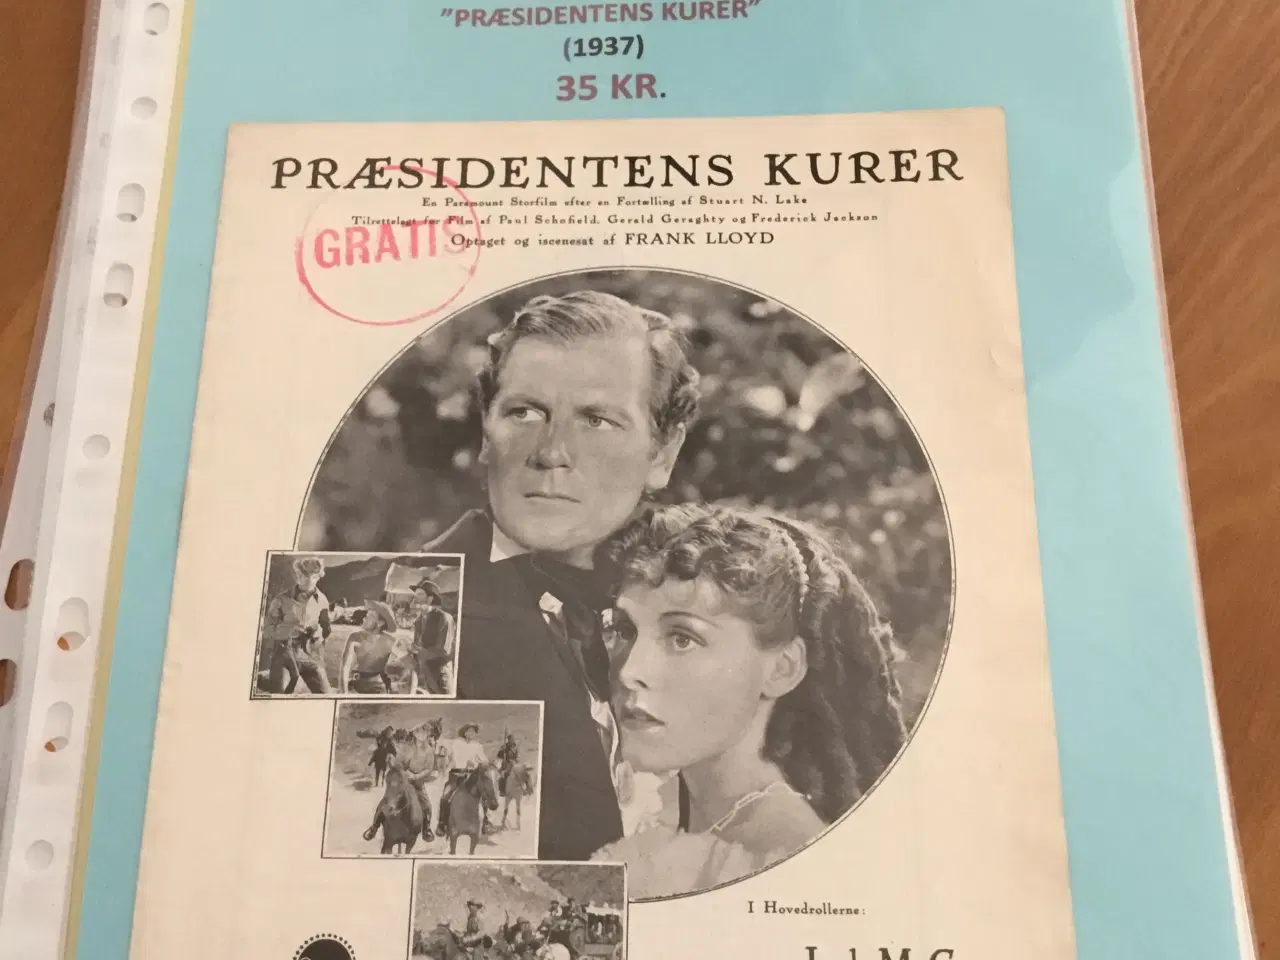 ”PRÆSIDENTENS KURER”
(1937)
35 KR.
PRÆSIDENTENS KURER
En Paramount Storfilm efter en Fortælling af Stuart N. Lake
Tilrettelagt for Film af Paul Schofield, Gerald Geraghty og Frederick Jackson
GRATIS
Optaget og iscenesat af FRANK LLOYD
I Hovedrollerne: